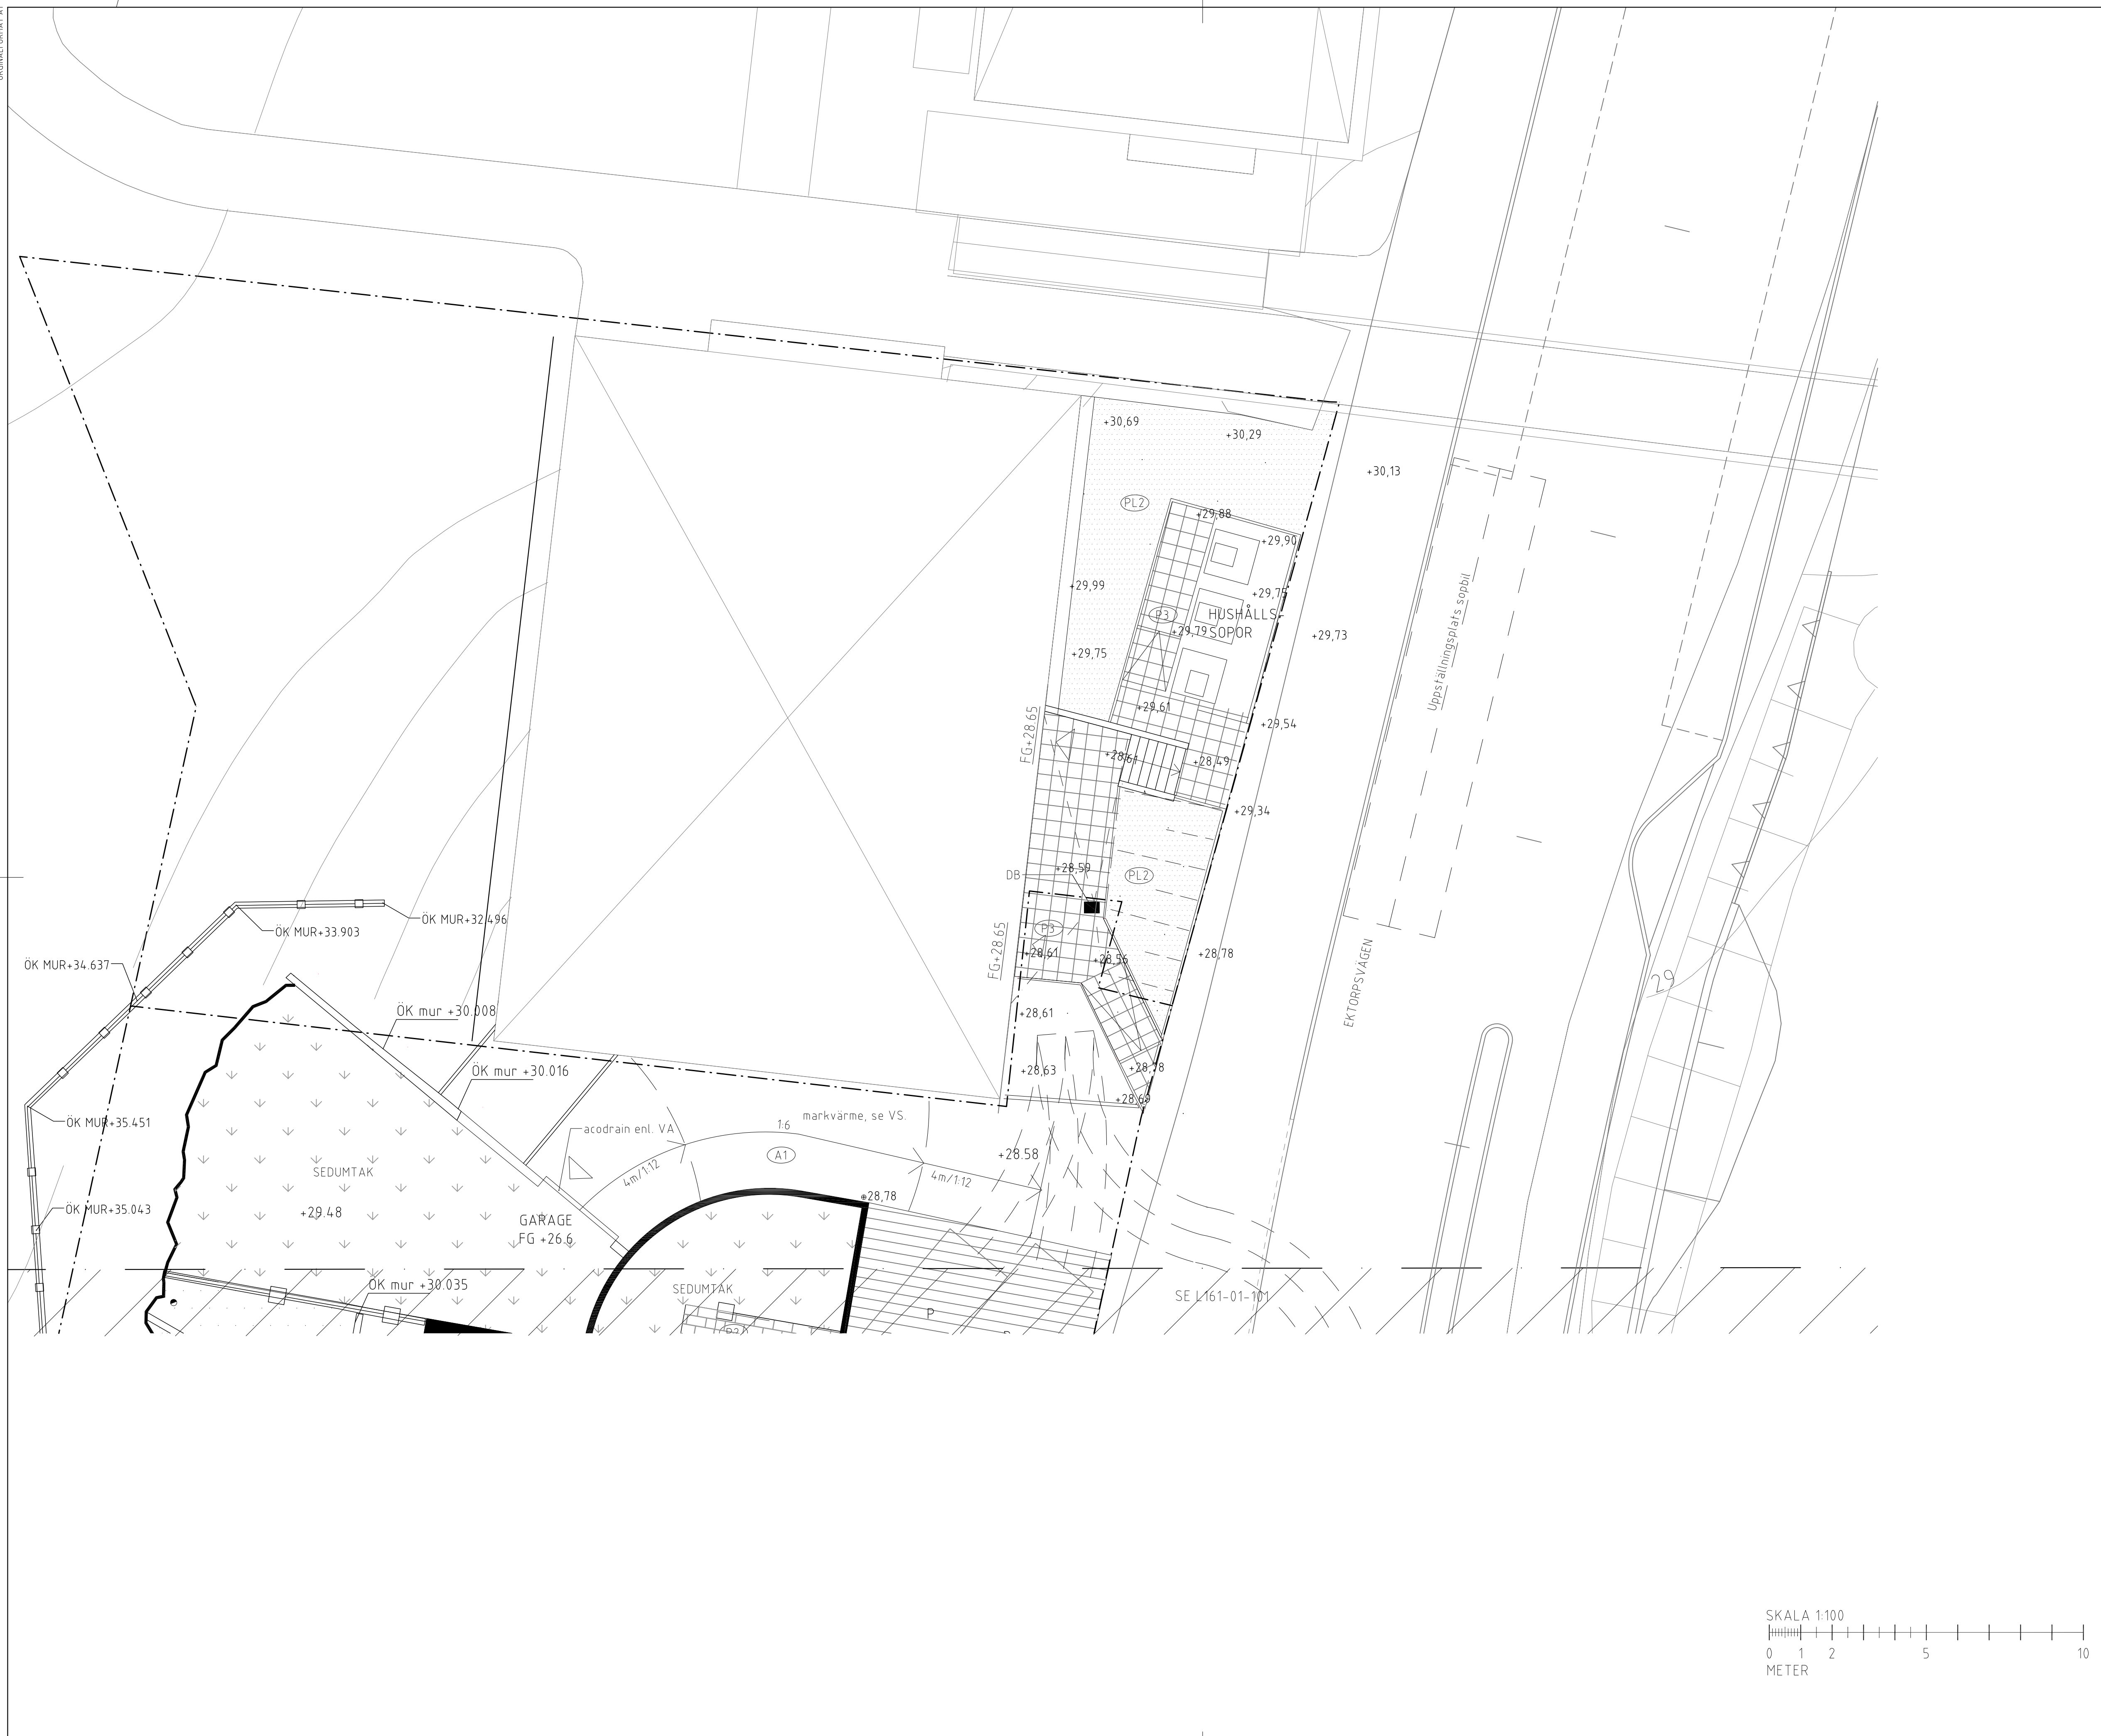 +30,69
+30,29
+30,13
PL2
+29,88
+29,90
+29,99
+29,75
P3
HUSHÅLLS-
SOPOR
+29,79
+29,73
+29,75
Uppställningsplats sopbil
+29,61
+29,54
FG+28.65
+28,61
+28,49
+29,34
+28,59
DB
PL2
ÖK MUR+32.496
ÖK MUR+33.903
P3
FG+28.65
+28,61
+28,56
+28,78
ÖK MUR+34.637
EKTORPSVÄGEN
29
ÖK mur +30.008
+28,61
ÖK mur +30.016
+28,63
+28,78
+28,69
ÖK MUR+35.451
markvärme, se VS.
1:6
acodrain enl. VA
A1
+28.58
SEDUMTAK
4m/1:12
4m/1:12
+28,78
ÖK MUR+35.043
+29.48
GARAGE
FG +26.6
ÖK mur +30.035
SEDUMTAK
SE L161-01-101
P
SKALA 1:100
0 1 2 5 10
METER